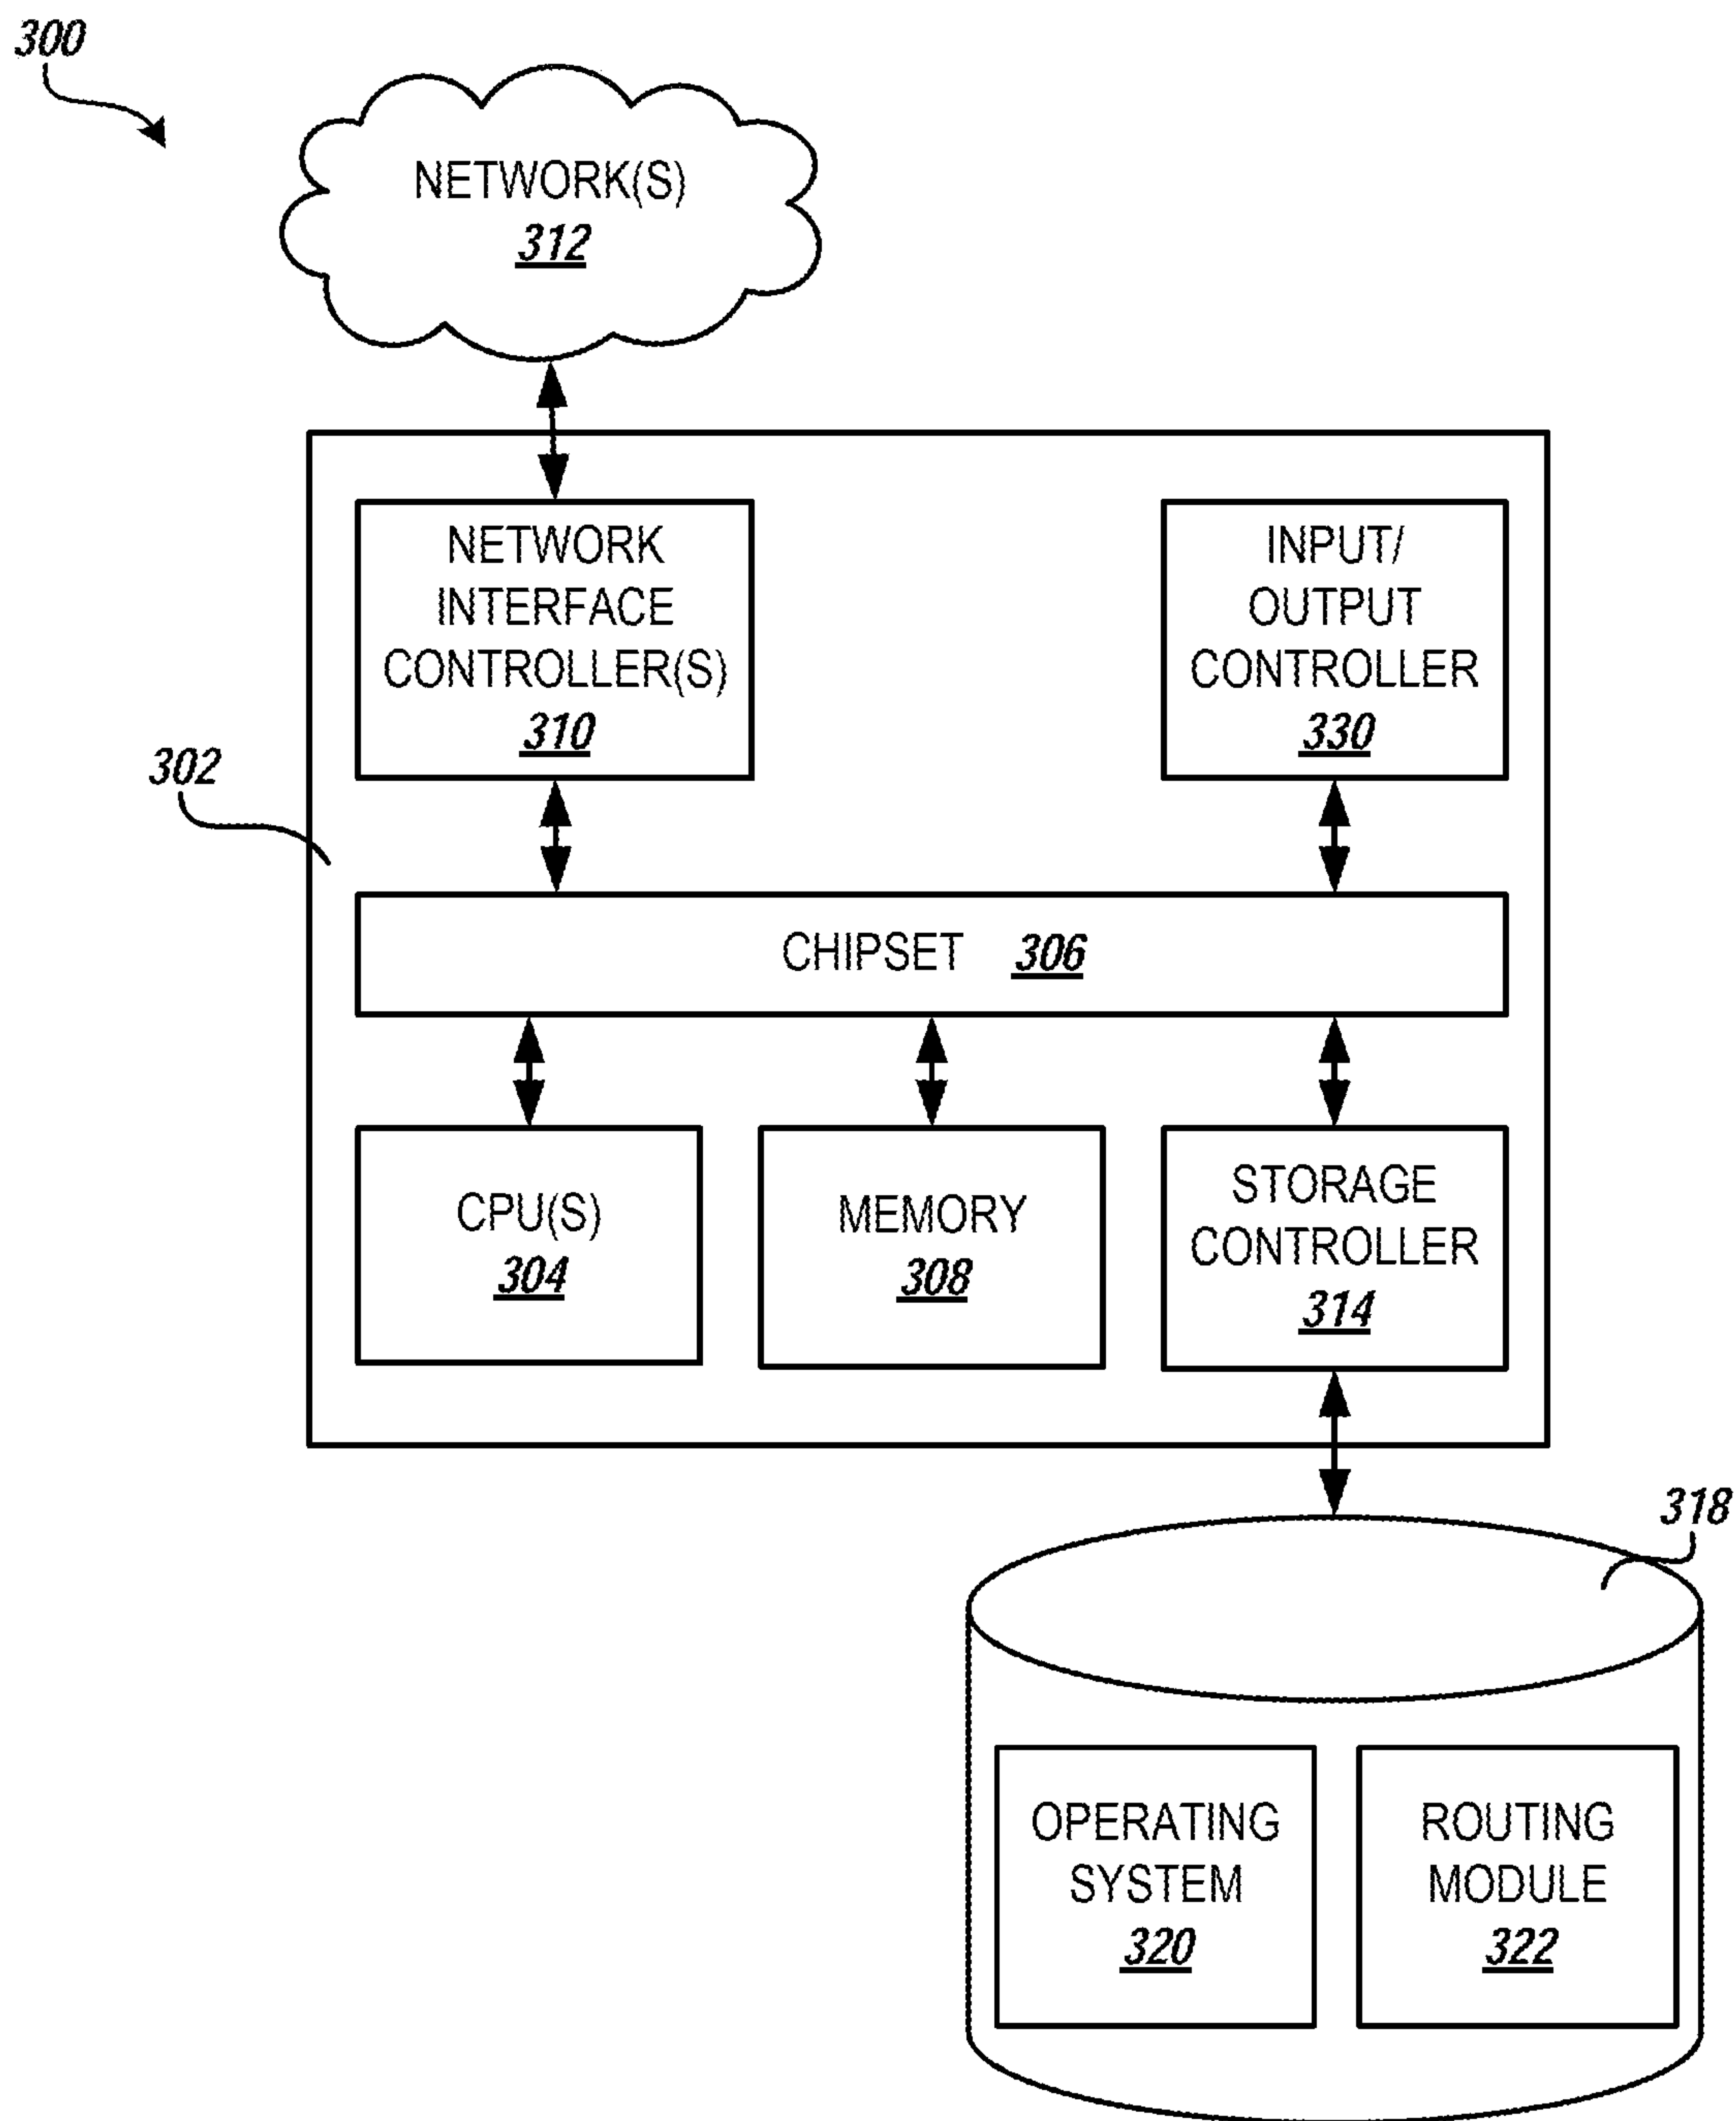 300
NETWORK(S)
312
NETWORK
INTERFACE
CONTROLLER(S)
310
INPUT/
OUTPUT
CONTROLLER
330
302
CHIPSET 306
CPU(S)
304
MEMORY
308
STORAGE
CONTROLLER
314
318
OPERATING
SYSTEM
320
ROUTING
MODULE
322